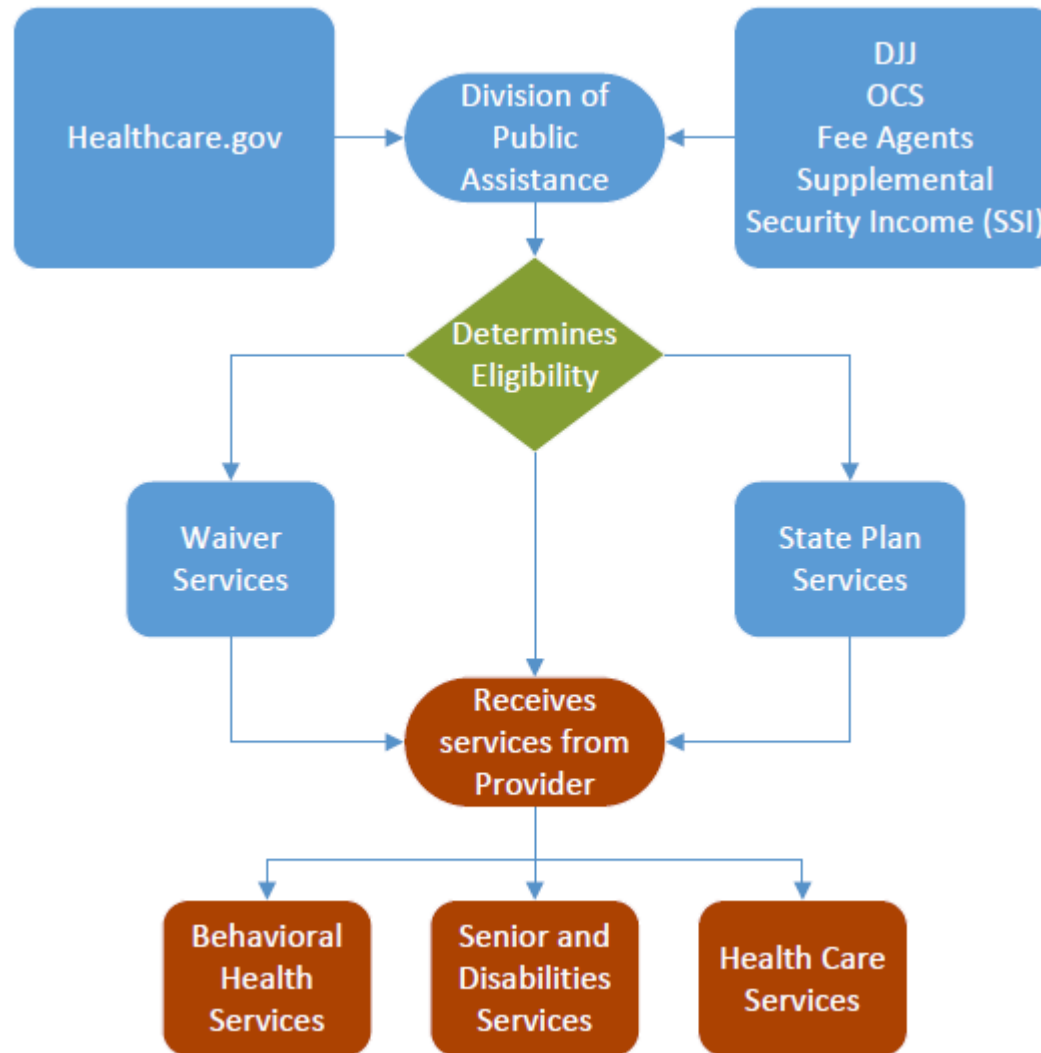 Healthcare.gov
Division of
Public
Assistance
DJJ
OCS
Fee Agents
Supplemental
Security Income (SSI)
Determines
Eligibility
Waiver
Services
State Plan
Services
Receives
services from
Provider
Behavioral
Health
Services
Senior and
Disabilities
Services
Health Care
Services